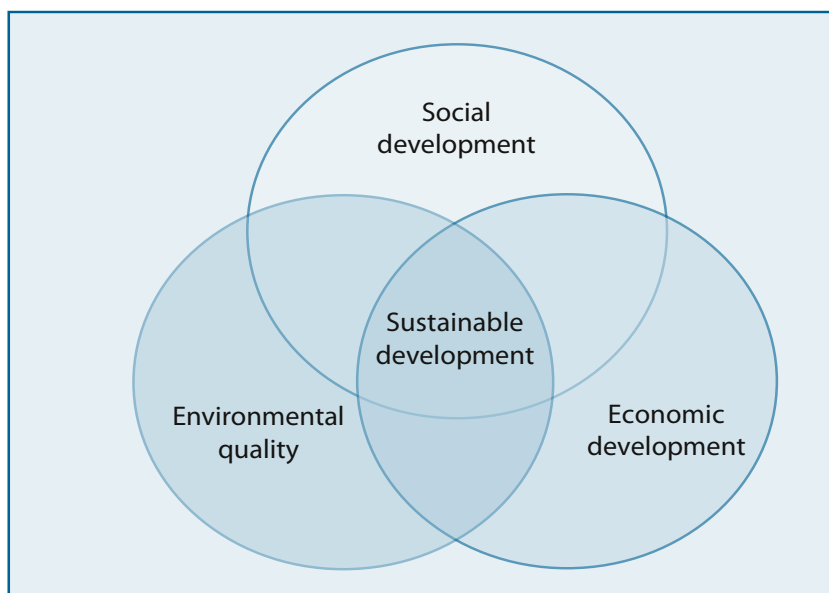 Social
development
Sustainable
development
Environmental
quality
Economic
development